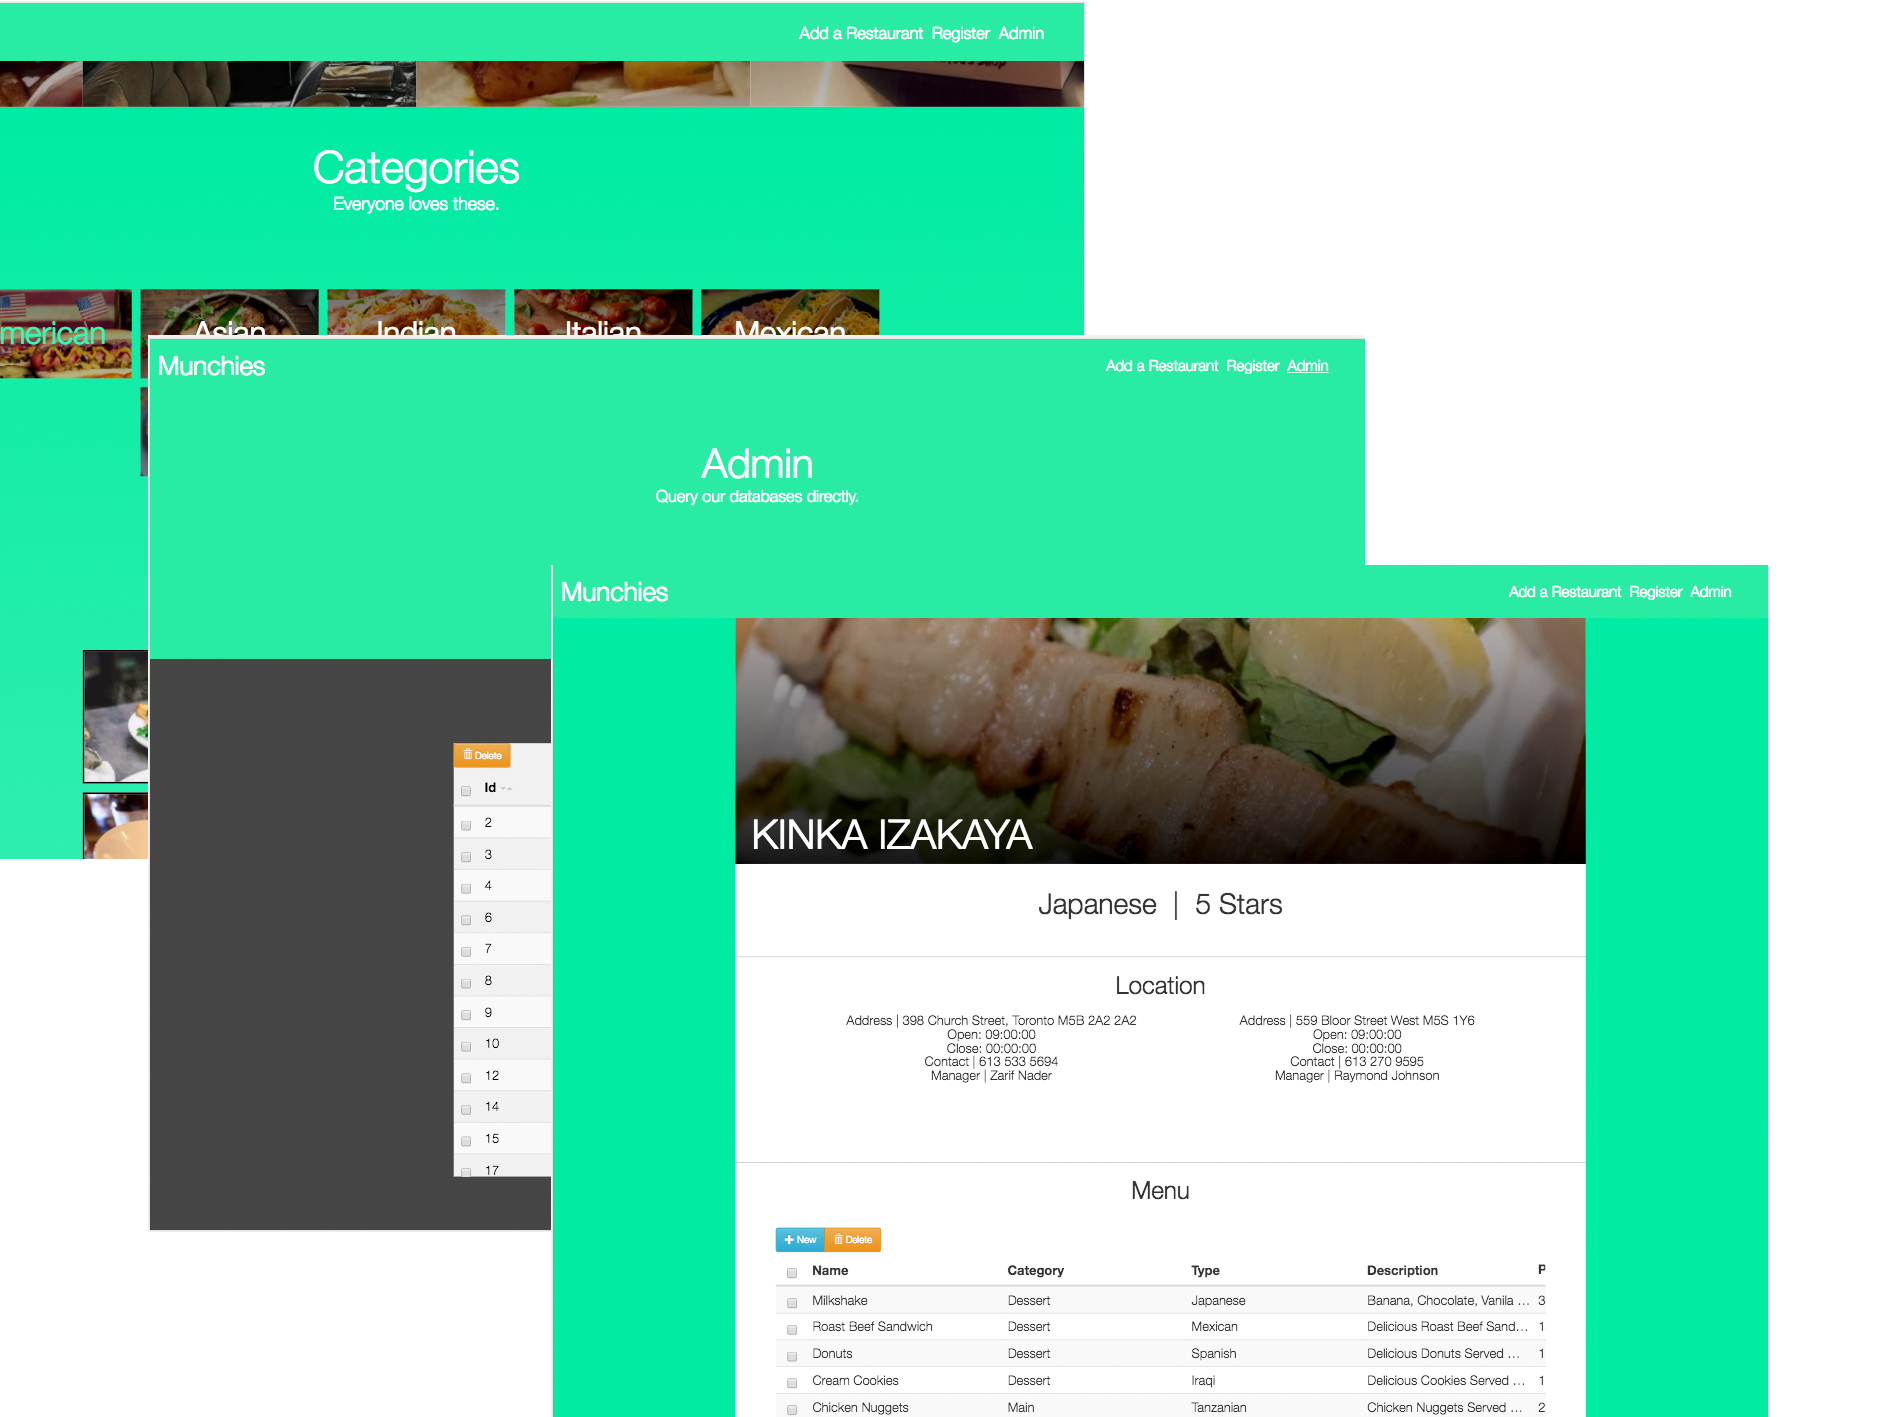 Add a Restaurant Register Admin
Categories
Everyone loves these.
merican
Asian
Indian
Italian
Mexican
Munchies
Add a Restaurant Register Admin
Admin
Query our databases directly.
Delete
Id
2
3
4
6
7
8
9
10
12
14
15
17
Munchies
Add a Restaurant Register Admin
KINKA IZAKAYA
Japanese | 5 Stars
Location
Address | 398 Church Street, Toronto M5B 2A2 2A2
Open: 09:00:00
Close: 00:00:00
Contact | 613 533 5694
Manager | Zarif Nader
Address | 559 Bloor Street West M5S 1Y6
Open: 09:00:00
Close: 00:00:00
Contact | 613 270 9595
Manager | Raymond Johnson
Menu
New Delete
Name Category Type Description P
Milkshake Dessert Japanese Banana, Chocolate, Vanila ... 3
Roast Beef Sandwich Dessert Mexican Delicious Roast Beef Sand... 1
Donuts Dessert Spanish Delicious Donuts Served ... 1
Cream Cookies Dessert Iraqi Delicious Cookies Served ... 1
Chicken Nuggets Main Tanzanian Chicken Nuggets Served ... 2